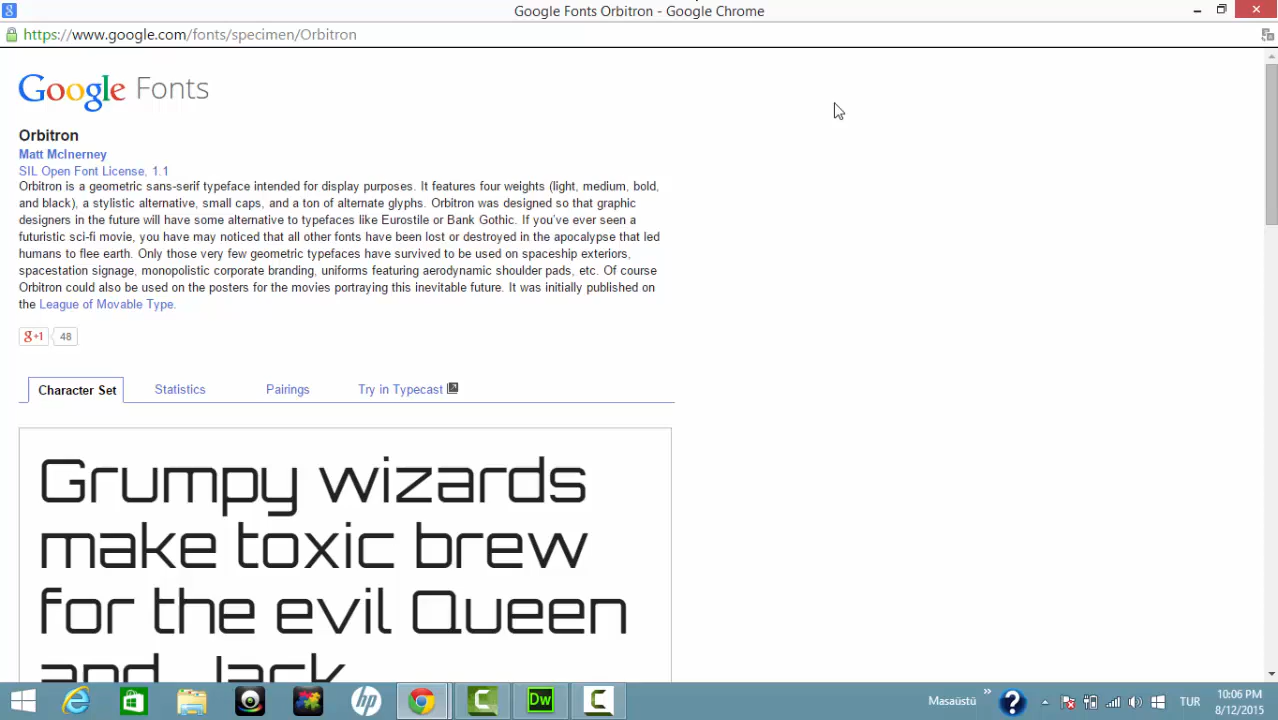 Google Fonts Orbitron - Google Chrome
https://www.google.com/fonts/specimen/Orbitron
Google Fonts
Orbitron
Matt McInerney
SIL Open Font License, 1.1
Orbitron is a geometric sans-serif typeface intended for display purposes. It features four weights (light, medium, bold,
and black), a stylistic alternative, small caps, and a ton of alternate glyphs. Orbitron was designed so that graphic
designers in the future will have some alternative to typefaces like Eurostile or Bank Gothic. If you've ever seen a
futuristic sci-fi movie, you have may noticed that all other fonts have been lost or destroyed in the apocalypse that led
humans to flee earth. Only those very few geometric typefaces have survived to be used on spaceship exteriors,
spacestation signage, monopolistic corporate branding, uniforms featuring aerodynamic shoulder pads, etc. Of course
Orbitron could also be used on the posters for the movies portraying this inevitable future. It was initially published on
the League of Movable Type.
g+1 48
Character Set Statistics Pairings Try in Typecast
Grumpy wizards
make toxic brew
for the evil Queen
and Jack
Masaüstü » TUR 10:06 PM
8/12/2015